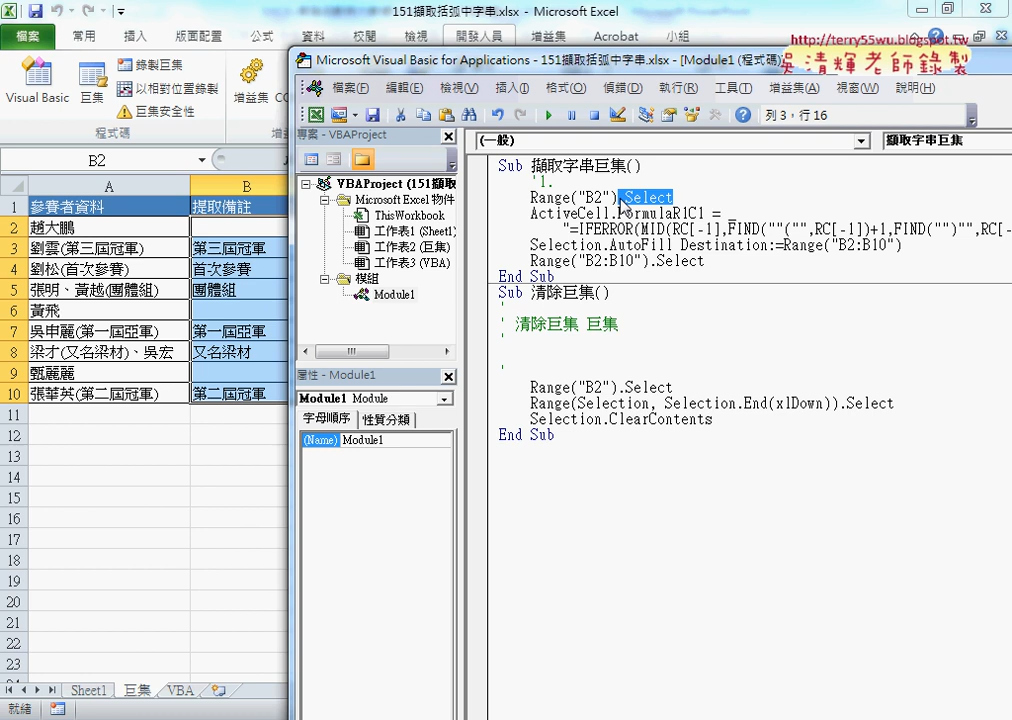 151擷取括弧中字串.xlsx - Microsoft Excel
檔案 常用 插入 版面配置 公式 資料 校閱 檢視 開發人員 增益集 Acrobat 小組
http://terry55wu.blogspot.tw
吳清輝老師錄製
Visual Basic 巨集 錄製巨集 以相對位置錄製 巨集安全性 增益集
程式碼
Microsoft Visual Basic for Applications - 151擷取括弧中字串.xlsx - [Module1 (程式碼)
檔案(F) 編輯(E) 檢視(V) 插入(I) 格式(O) 偵錯(D) 執行(R) 工具(T) 增益集(A) 視窗(W) 說明(H)
列 3，行 16
B2
A B
1 參賽者資料 提取備註
2 趙大鵬
3 劉雲(第三屆冠軍) 第三屆冠軍
4 劉松(首次參賽) 首次參賽
5 張明、黃越(團體組) 團體組
6 黃飛
7 吳申麗(第一屆亞軍) 第一屆亞軍
8 梁才(又名梁材)、吳宏 又名梁材
9 甄麗麗
10 張華英(第二屆冠軍) 第二屆冠軍
11
12
13
14
15
16
17
18
19
20
21
22
23
Sheet1 巨集 VBA
就緒
專案 - VBAProject
VBAProject (151擷取
Microsoft Excel 物件
ThisWorkbook
工作表1 (Sheet1)
工作表2 (巨集)
工作表3 (VBA)
模組
Module1
屬性 - Module1
Module1 Module
字母順序 性質分類
(Name) Module1
(一般) 擷取字串巨集
Sub 擷取字串巨集()
'1.
Range("B2").Select
ActiveCell.FormulaR1C1 = _
"=IFERROR(MID(RC[-1],FIND(""("",RC[-1])+1,FIND("")"",RC[-
Selection.AutoFill Destination:=Range("B2:B10")
Range("B2:B10").Select
End Sub
Sub 清除巨集()
'
' 清除巨集 巨集
'
'
Range("B2").Select
Range(Selection, Selection.End(xlDown)).Select
Selection.ClearContents
End Sub